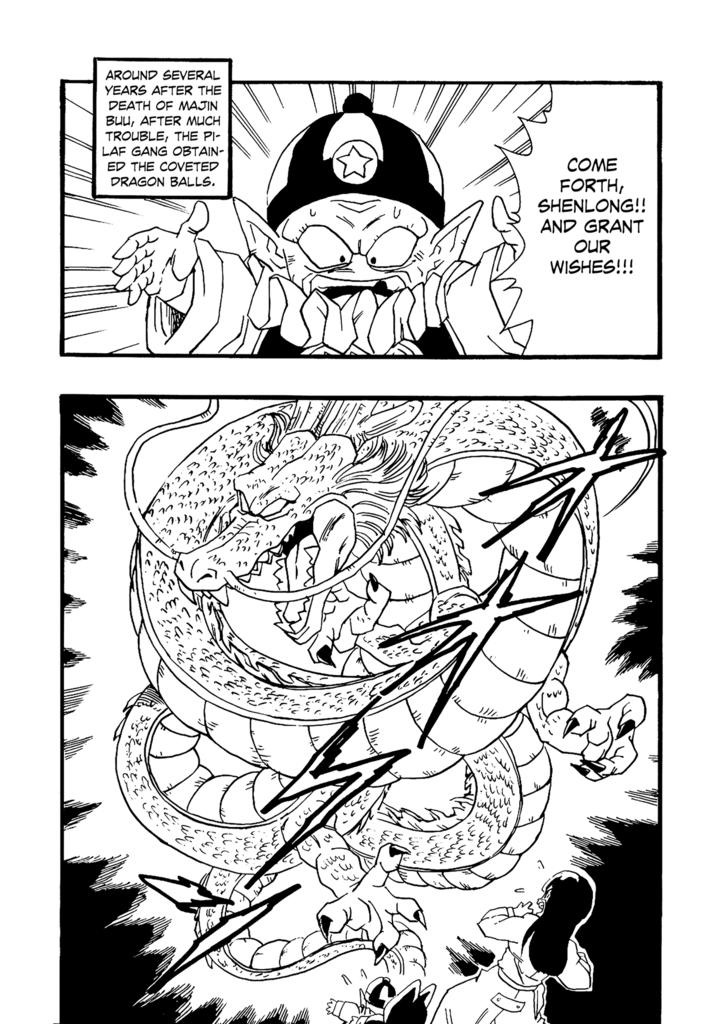 AROUND SEVERAL
YEARS AFTER THE
DEATH OF MAJIN
BUU, AFTER MUCH
TROUBLE, THE PI-
LAF GANG OBTAIN-
ED THE COVETED
DRAGON BALLS.
COME
FORTH,
SHENLONG!!
AND GRANT
OUR
WISHES!!!